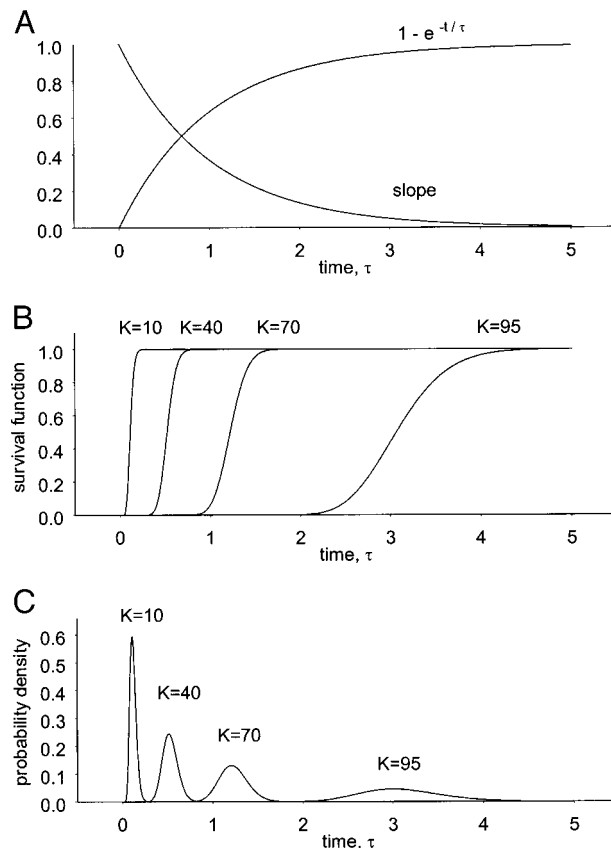 A
1 - e -t / τ
1.0
0.8
0.6
0.4
0.2
0.0
slope
0 1 2 3 4 5
time, τ
B
K=10 K=40 K=70 K=95
survival function
1.0
0.8
0.6
0.4
0.2
0.0
0 1 2 3 4 5
time, τ
C
K=10
K=40
K=70
K=95
probability density
0.6
0.5
0.4
0.3
0.2
0.1
0.0
0 1 2 3 4 5
time, τ